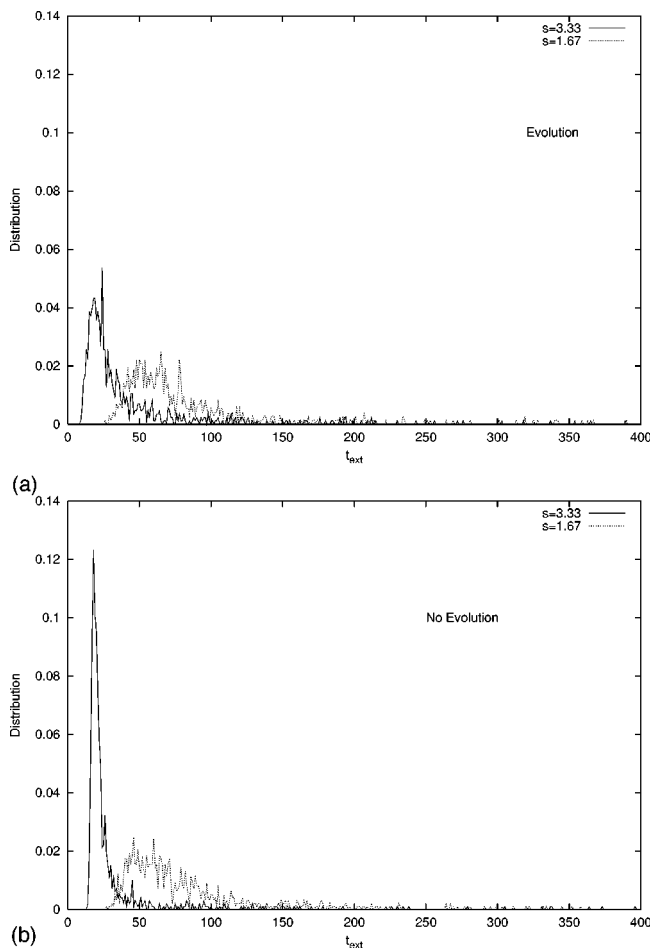 0.14
s=3.33
s=1.67
0.12
0.1
Evolution
0.08
Distribution
0.06
0.04
0.02
0
0 50 100 150 200 250 300 350 400
t_ext
(a)
0.14
s=3.33
s=1.67
0.12
0.1
No Evolution
0.08
Distribution
0.06
0.04
0.02
0
0 50 100 150 200 250 300 350 400
t_ext
(b)